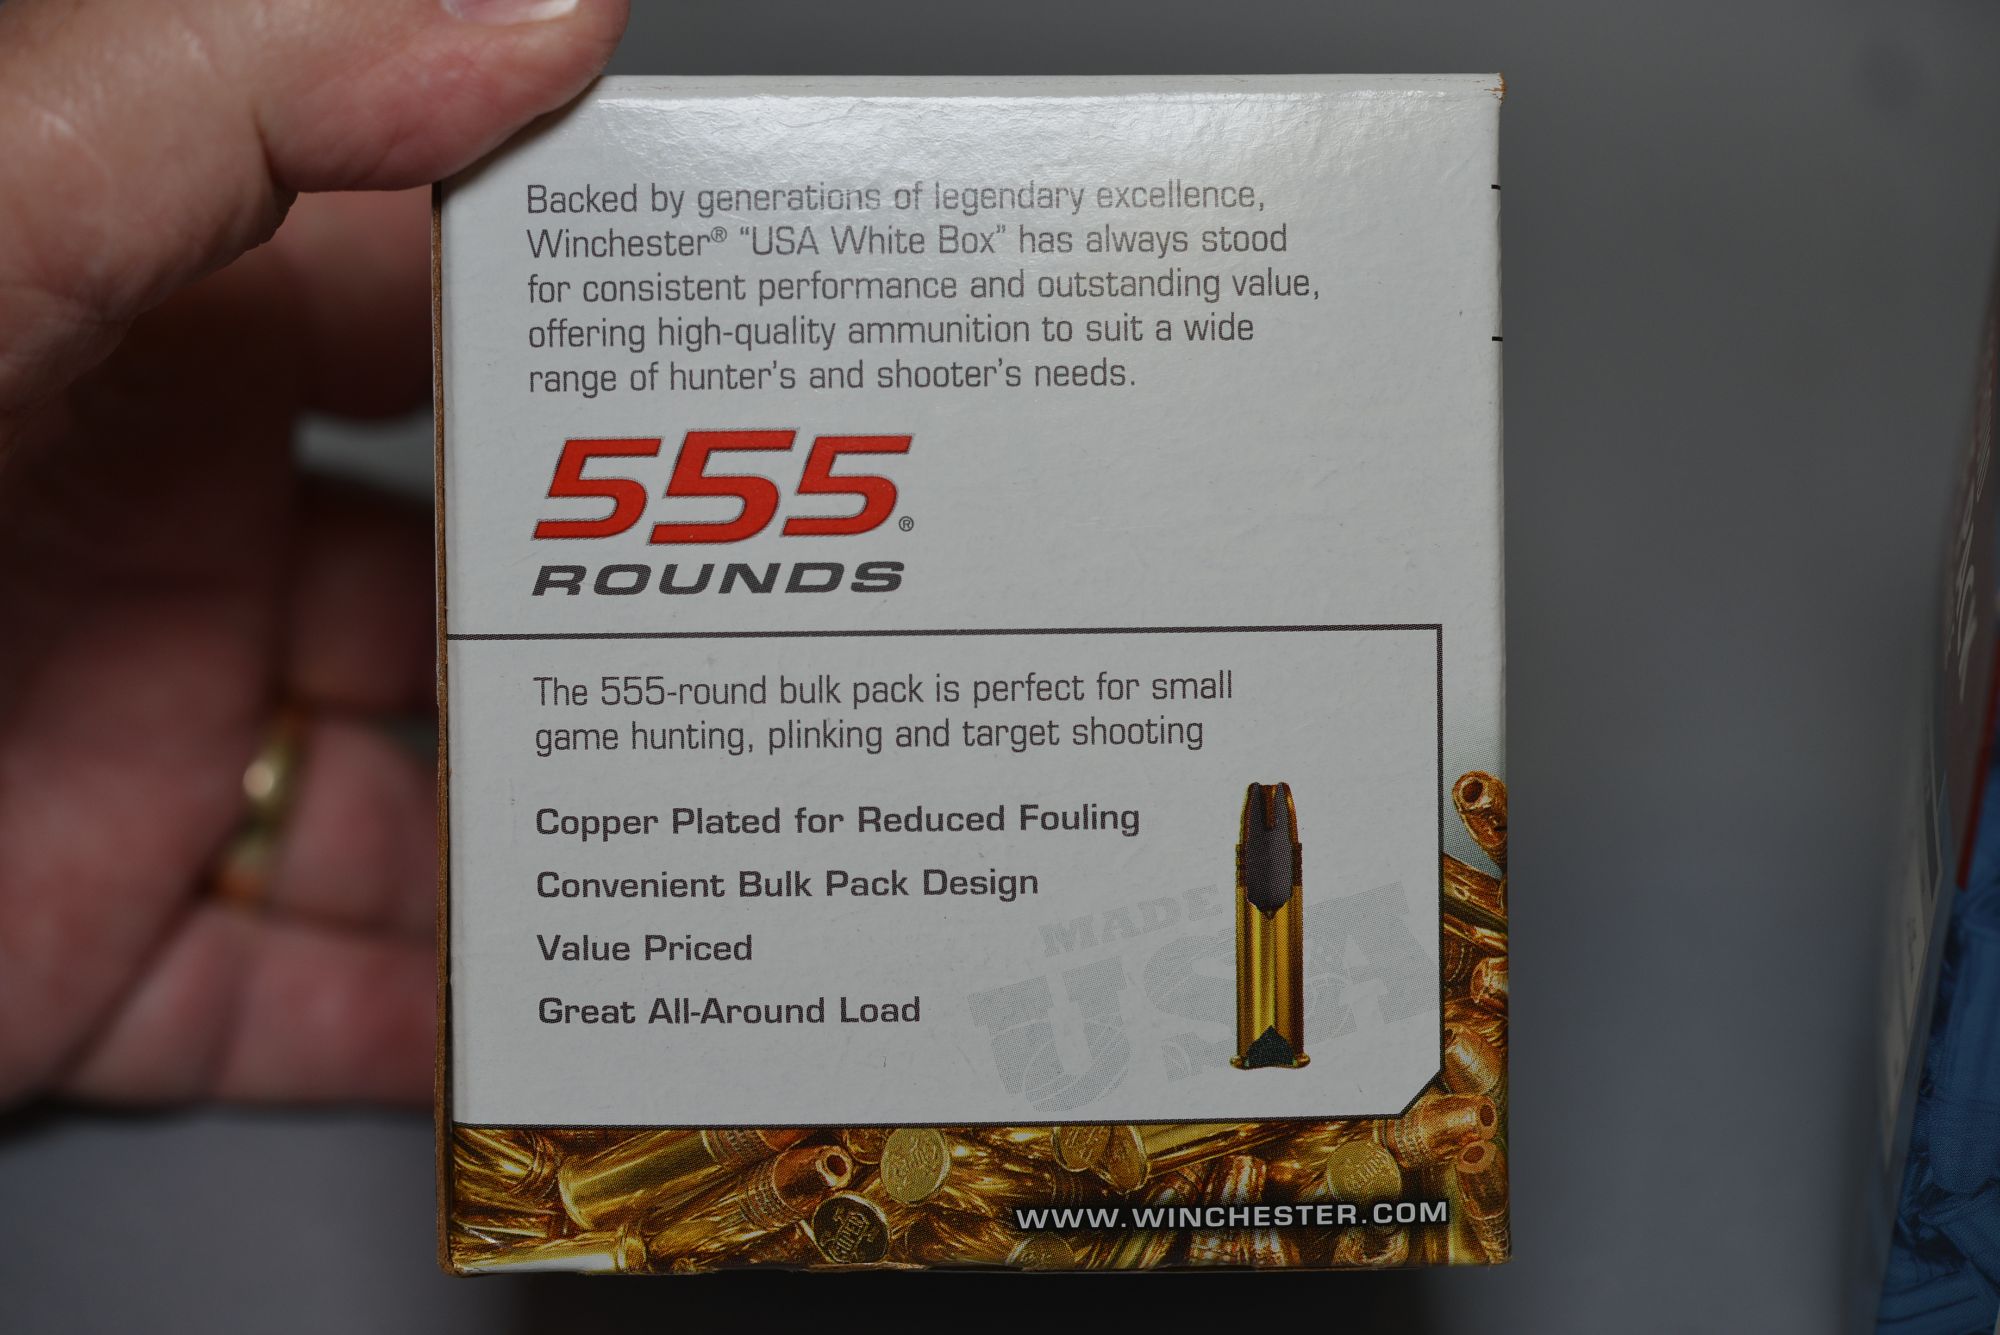 Backed by generations of legendary excellence,
Winchester® “USA White Box” has always stood
for consistent performance and outstanding value,
offering high-quality ammunition to suit a wide
range of hunter’s and shooter’s needs.
555®
ROUNDS
The 555-round bulk pack is perfect for small
game hunting, plinking and target shooting
Copper Plated for Reduced Fouling
Convenient Bulk Pack Design
Value Priced
Great All-Around Load
MADE
USA
WWW.WINCHESTER.COM